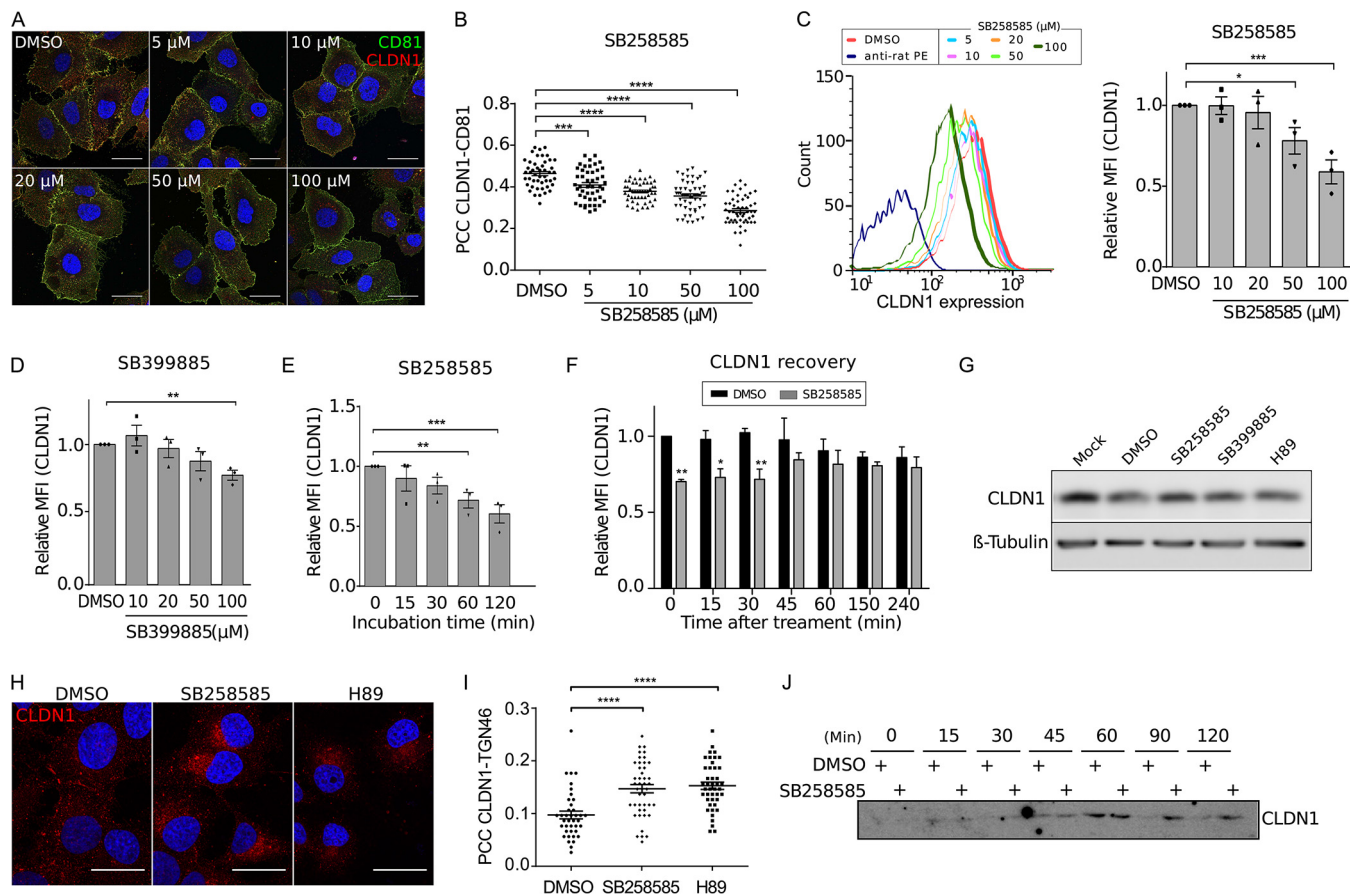 A
DMSO
5 µM
10 µM
CD81
CLDN1
20 µM
50 µM
100 µM
B
SB258585
****
****
****
***
PCC CLDN1-CD81
0.8
0.6
0.4
0.2
0.0
DMSO 5 10 50 100
SB258585 (µM)
C
SB258585 (µM)
DMSO 5 20 100
anti-rat PE 10 50
Count
150
100
50
0
10¹ 10² 10³
CLDN1 expression
SB258585
***
*
Relative MFI (CLDN1)
1.0
0.5
0.0
DMSO 10 20 50 100
SB258585 (µM)
D
SB399885
**
Relative MFI (CLDN1)
1.0
0.5
0.0
DMSO 10 20 50 100
SB399885(µM)
E
SB258585
***
**
Relative MFI (CLDN1)
1.5
1.0
0.5
0.0
0 15 30 60 120
Incubation time (min)
F
CLDN1 recovery
DMSO SB258585
** * **
Relative MFI (CLDN1)
1.0
0.5
0.0
0 15 30 45 60 150 240
Time after treament (min)
G
Mock DMSO SB258585 SB399885 H89
CLDN1
ß-Tubulin
H
DMSO SB258585 H89
CLDN1
I
****
****
PCC CLDN1-TGN46
0.3
0.2
0.1
0.0
DMSO SB258585 H89
J
(Min) 0 15 30 45 60 90 120
DMSO + + + + + + +
SB258585 + + + + + + +
CLDN1